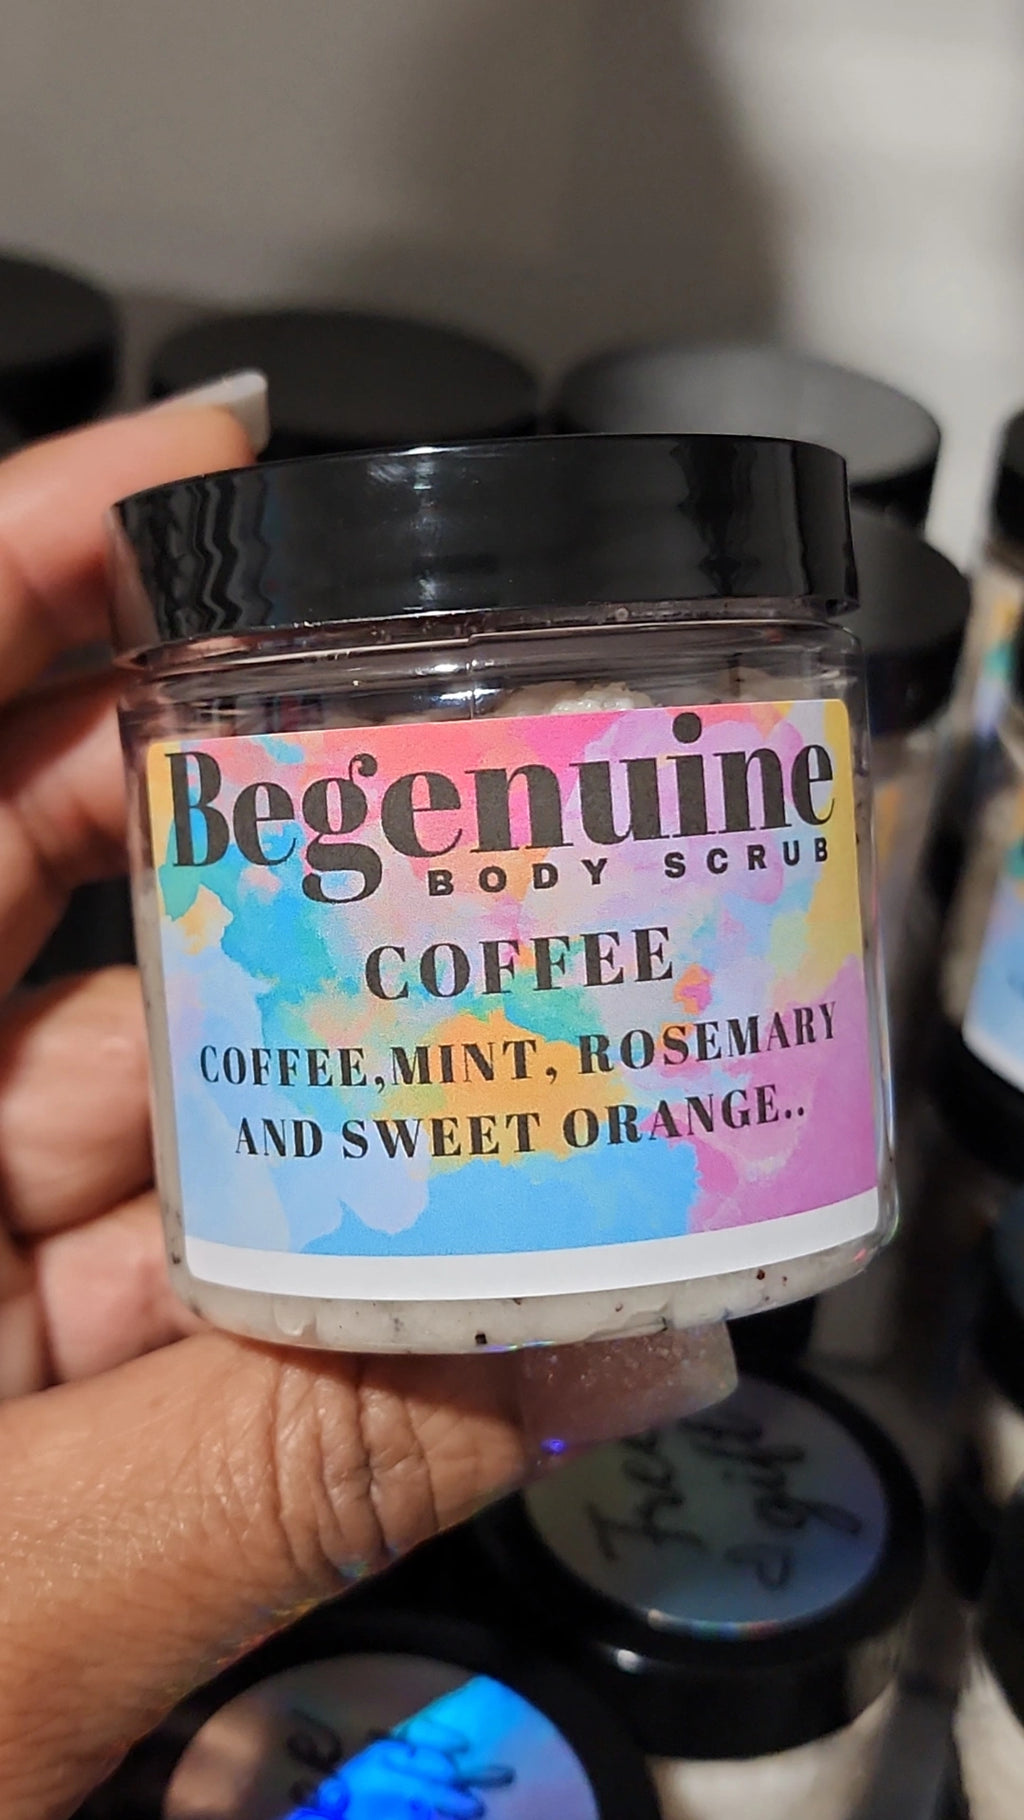 Begenuine
BODY SCRUB
COFFEE
COFFEE,MINT, ROSEMARY
AND SWEET ORANGE..